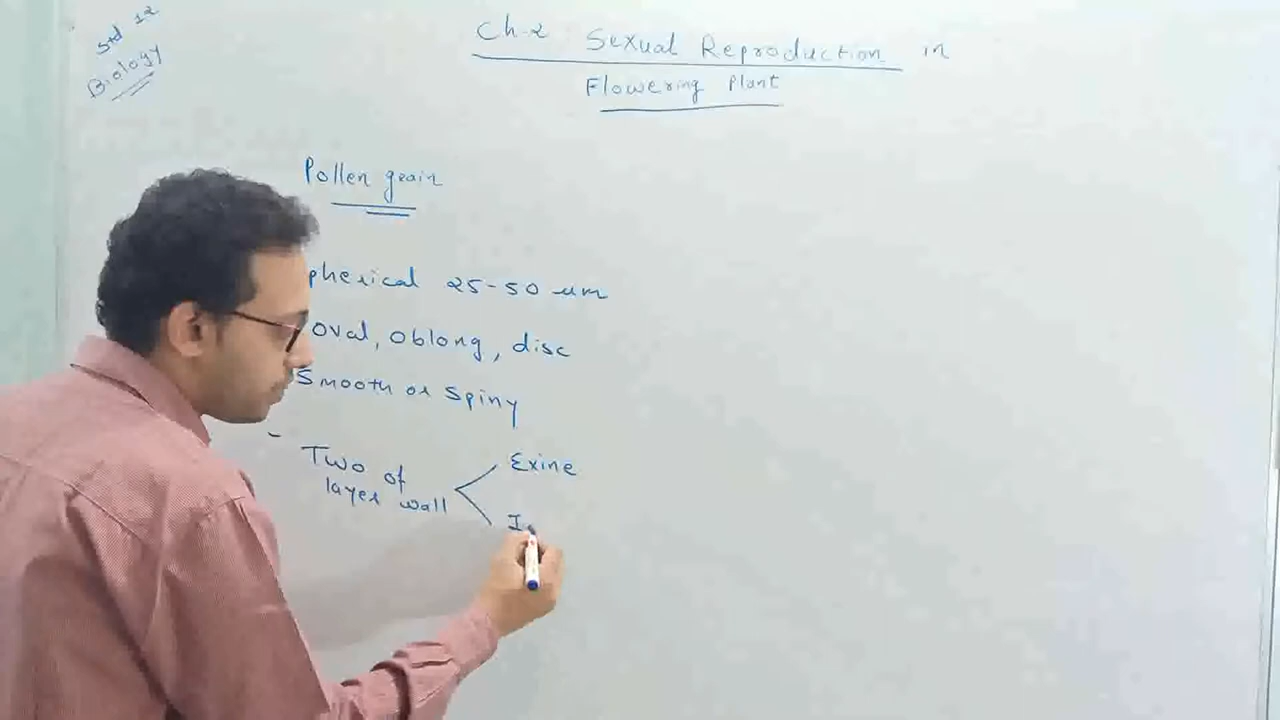 Std 12
Biology
Ch-2 Sexual Reproduction in
Flowering Plant
Pollen grain
pherical 25-50 um
oval, oblong, disc
Smooth or Spiny
Two of
layer wall
Exine
I